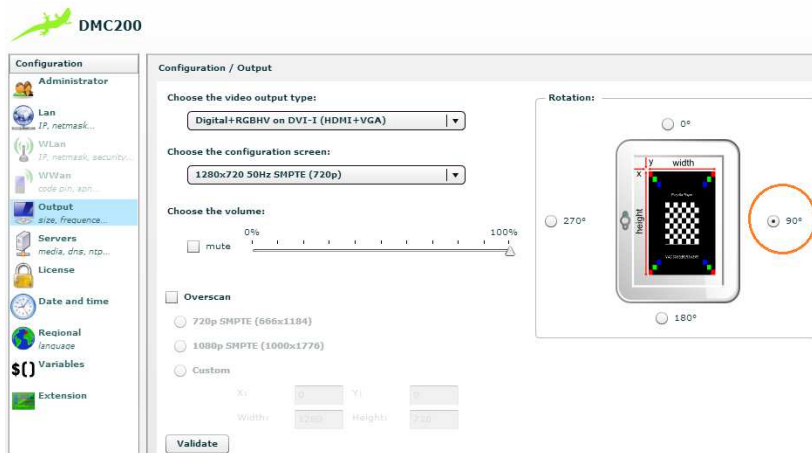 DMC200
Configuration
Administrator
Lan
IP, netmask...
WLan
IP, netmask, security...
WWan
code pin, apn...
Output
size, frequence...
Servers
media, dns, ntp...
License
Date and time
Regional
language
$() Variables
Extension
Configuration / Output
Choose the video output type:
Digital+RGBHV on DVI-I (HDMI+VGA)
Choose the configuration screen:
1280x720 50Hz SMPTE (720p)
Choose the volume:
0% 100%
mute
Overscan
720p SMPTE (666x1184)
1080p SMPTE (1000x1776)
Custom
X: 0 Y: 0
Width: 1280 Height: 720
Validate
Rotation:
0°
y width
x
height
270°
90°
180°